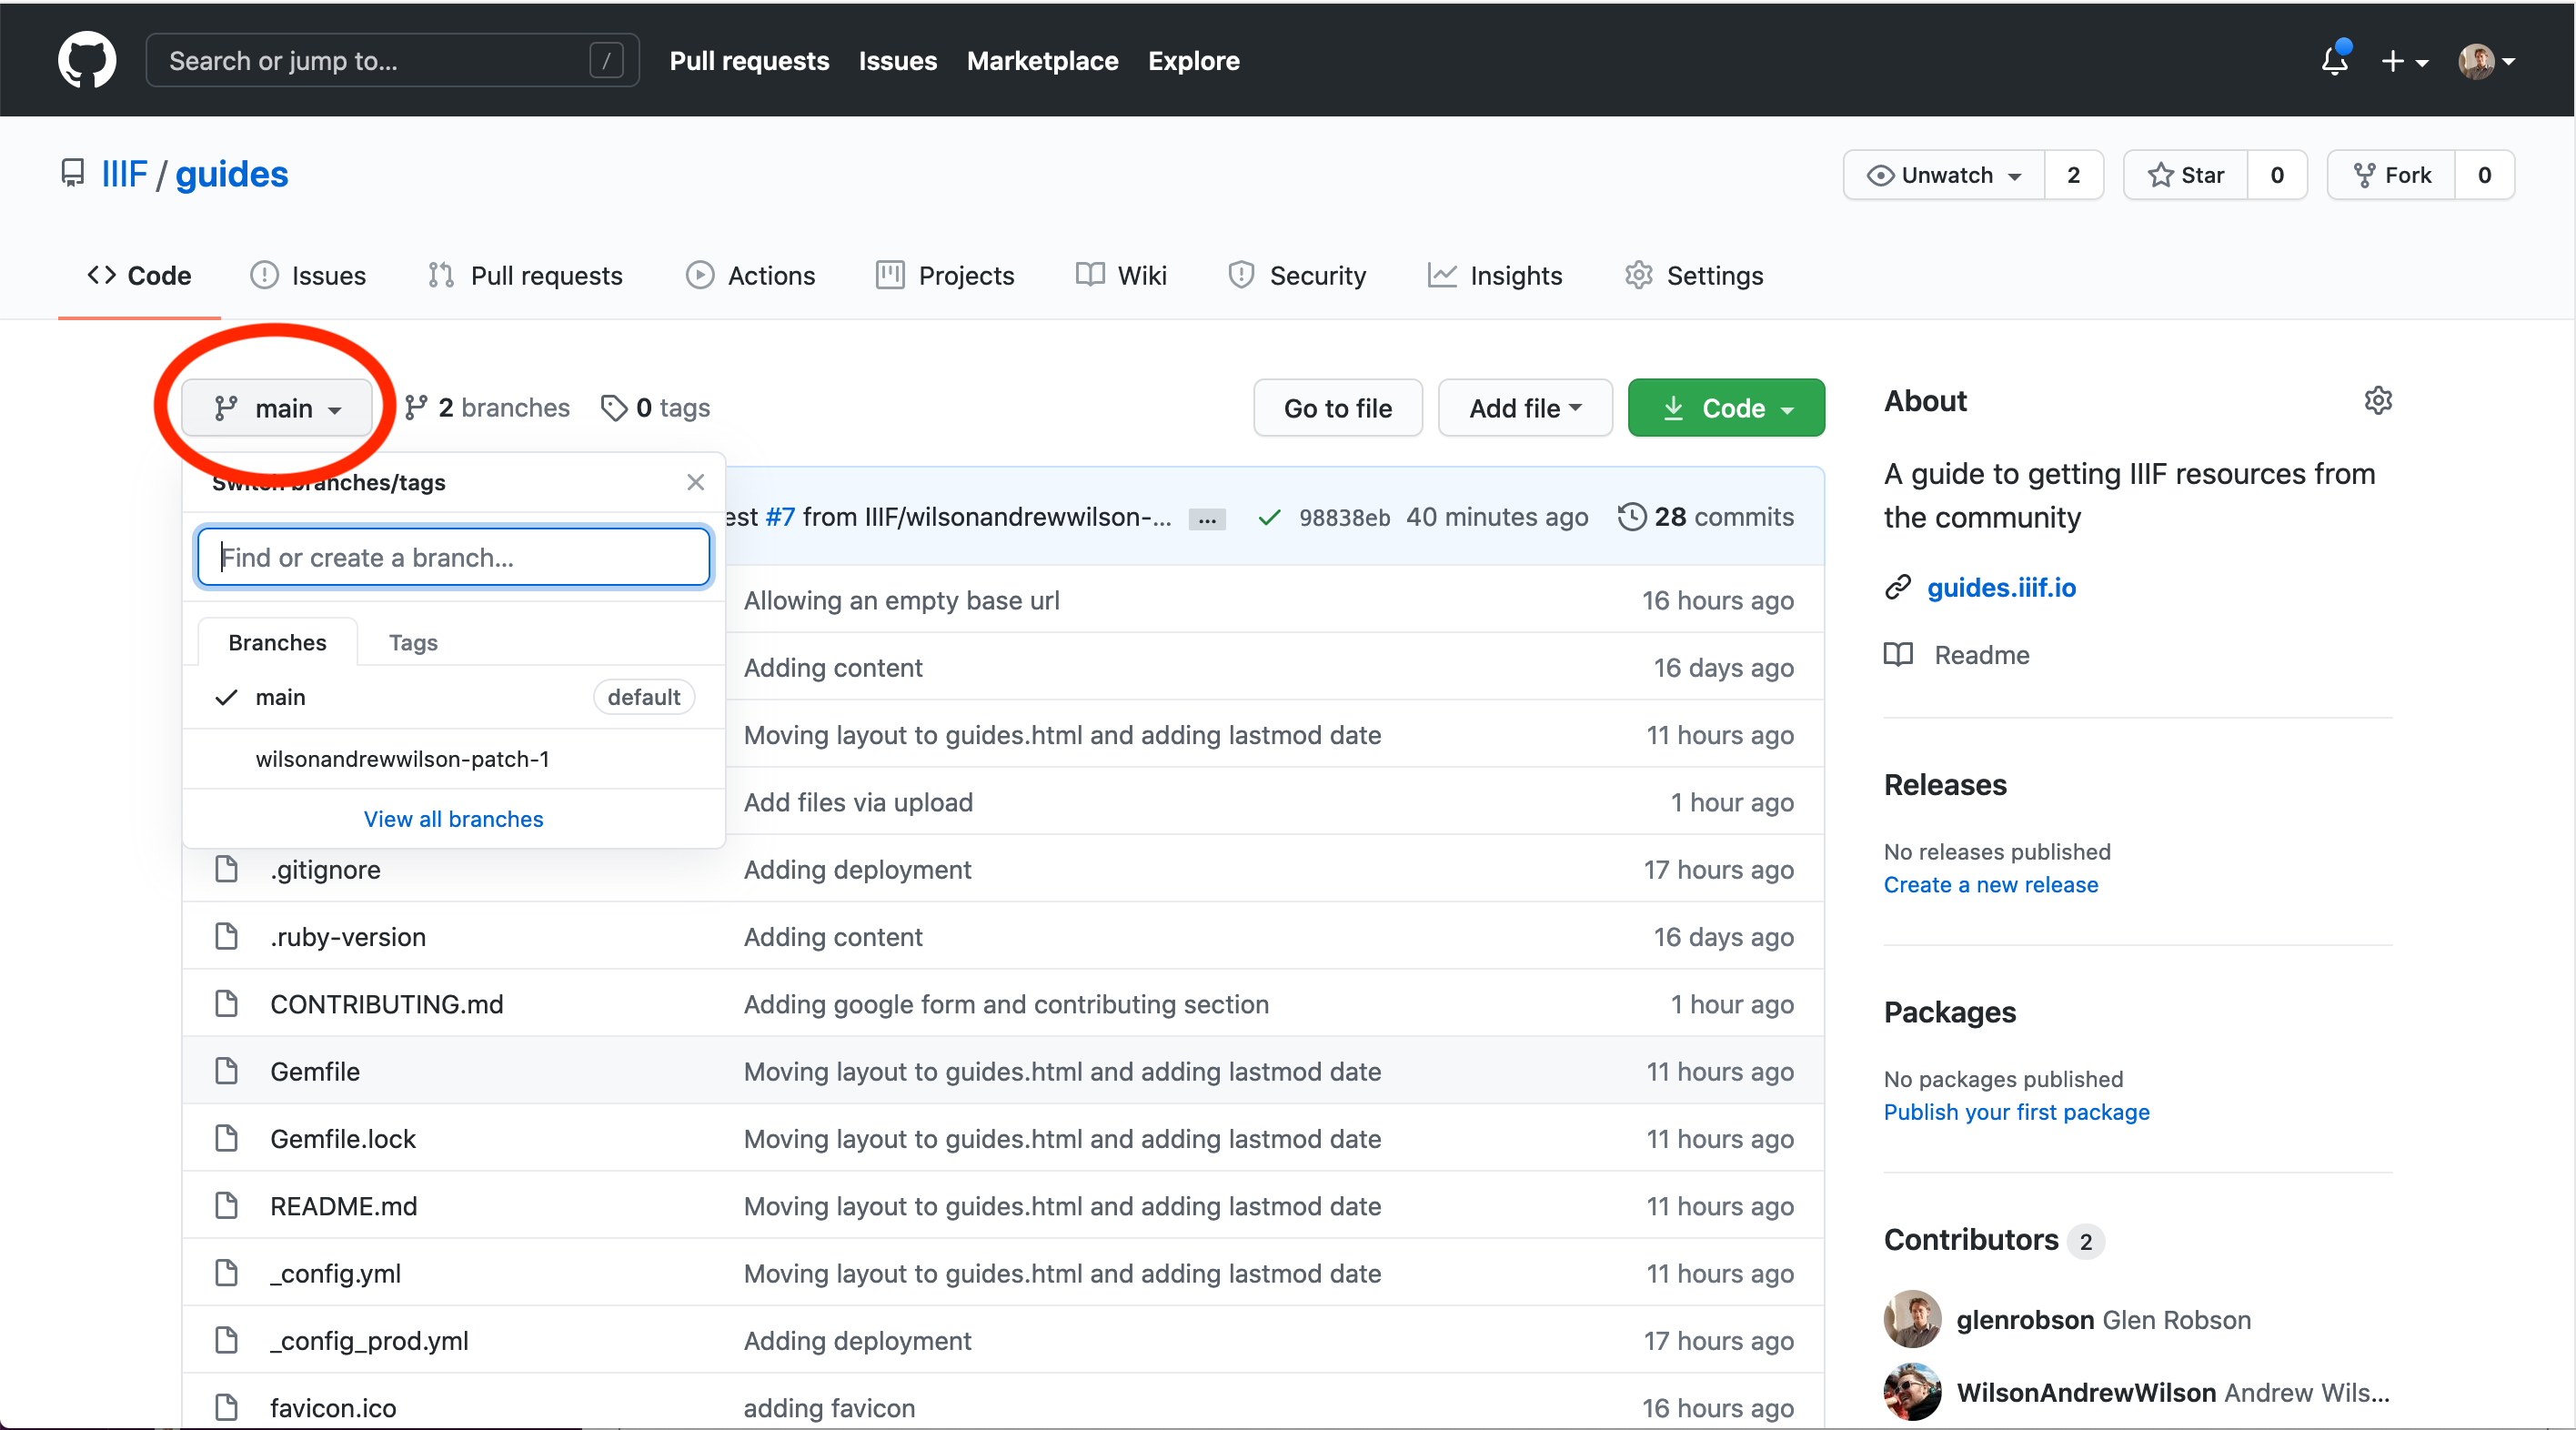 Search or jump to... / Pull requests Issues Marketplace Explore
IIIF / guides Unwatch 2 Star 0 Fork 0
Code Issues Pull requests Actions Projects Wiki Security Insights Settings
main 2 branches 0 tags Go to file Add file Code
Switch branches/tags
Find or create a branch...
Branches Tags
main default
wilsonandrewwilson-patch-1
View all branches
est #7 from IIIF/wilsonandrewwilson-... ... 98838eb 40 minutes ago 28 commits
Allowing an empty base url 16 hours ago
Adding content 16 days ago
Moving layout to guides.html and adding lastmod date 11 hours ago
Add files via upload 1 hour ago
.gitignore Adding deployment 17 hours ago
.ruby-version Adding content 16 days ago
CONTRIBUTING.md Adding google form and contributing section 1 hour ago
Gemfile Moving layout to guides.html and adding lastmod date 11 hours ago
Gemfile.lock Moving layout to guides.html and adding lastmod date 11 hours ago
README.md Moving layout to guides.html and adding lastmod date 11 hours ago
_config.yml Moving layout to guides.html and adding lastmod date 11 hours ago
_config_prod.yml Adding deployment 17 hours ago
favicon.ico adding favicon 16 hours ago
About
A guide to getting IIIF resources from
the community
guides.iiif.io
Readme
Releases
No releases published
Create a new release
Packages
No packages published
Publish your first package
Contributors 2
glenrobson Glen Robson
WilsonAndrewWilson Andrew Wils...